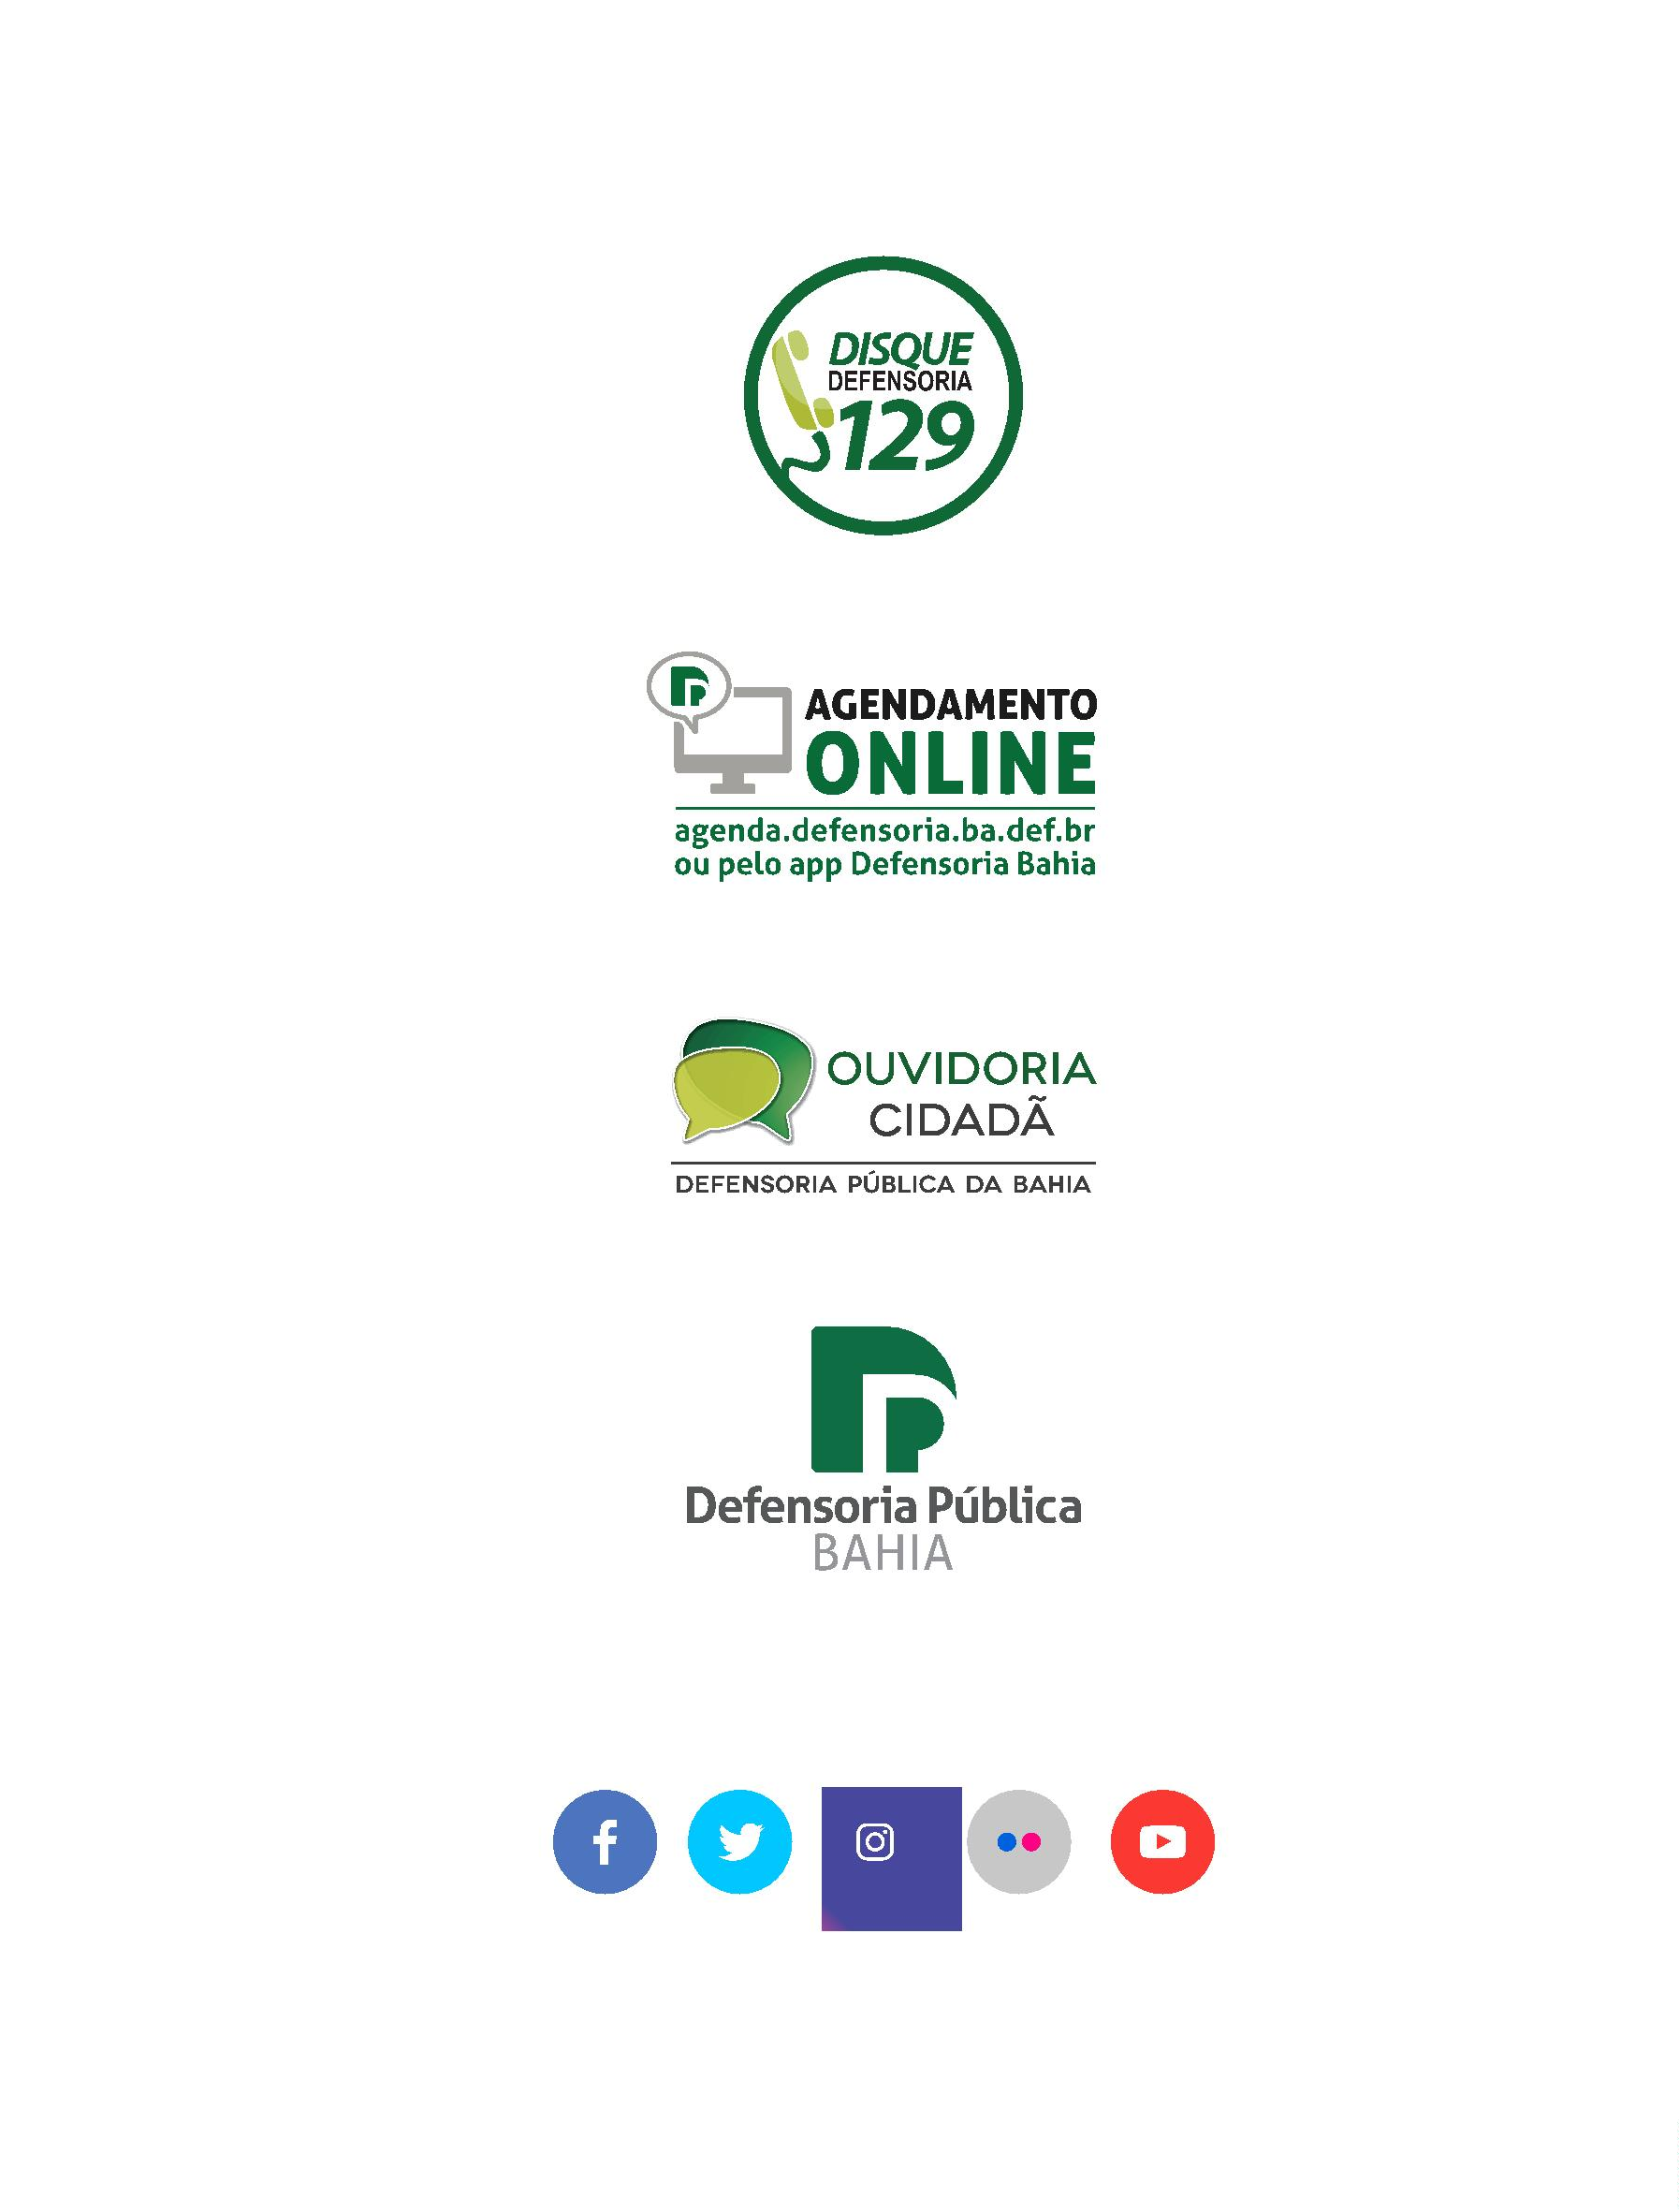 DISQUE
DEFENSORIA
129
AGENDAMENTO
ONLINE
agenda.defensoria.ba.def.br
ou pelo app Defensoria Bahia
OUVIDORIA
CIDADÃ
DEFENSORIA PÚBLICA DA BAHIA
Defensoria Pública
BAHIA